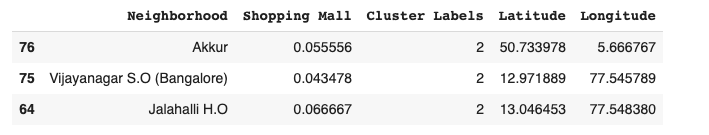 Neighborhood Shopping Mall Cluster Labels Latitude Longitude
76 Akkur 0.055556 2 50.733978 5.666767
75 Vijayanagar S.O (Bangalore) 0.043478 2 12.971889 77.545789
64 Jalahalli H.O 0.066667 2 13.046453 77.548380